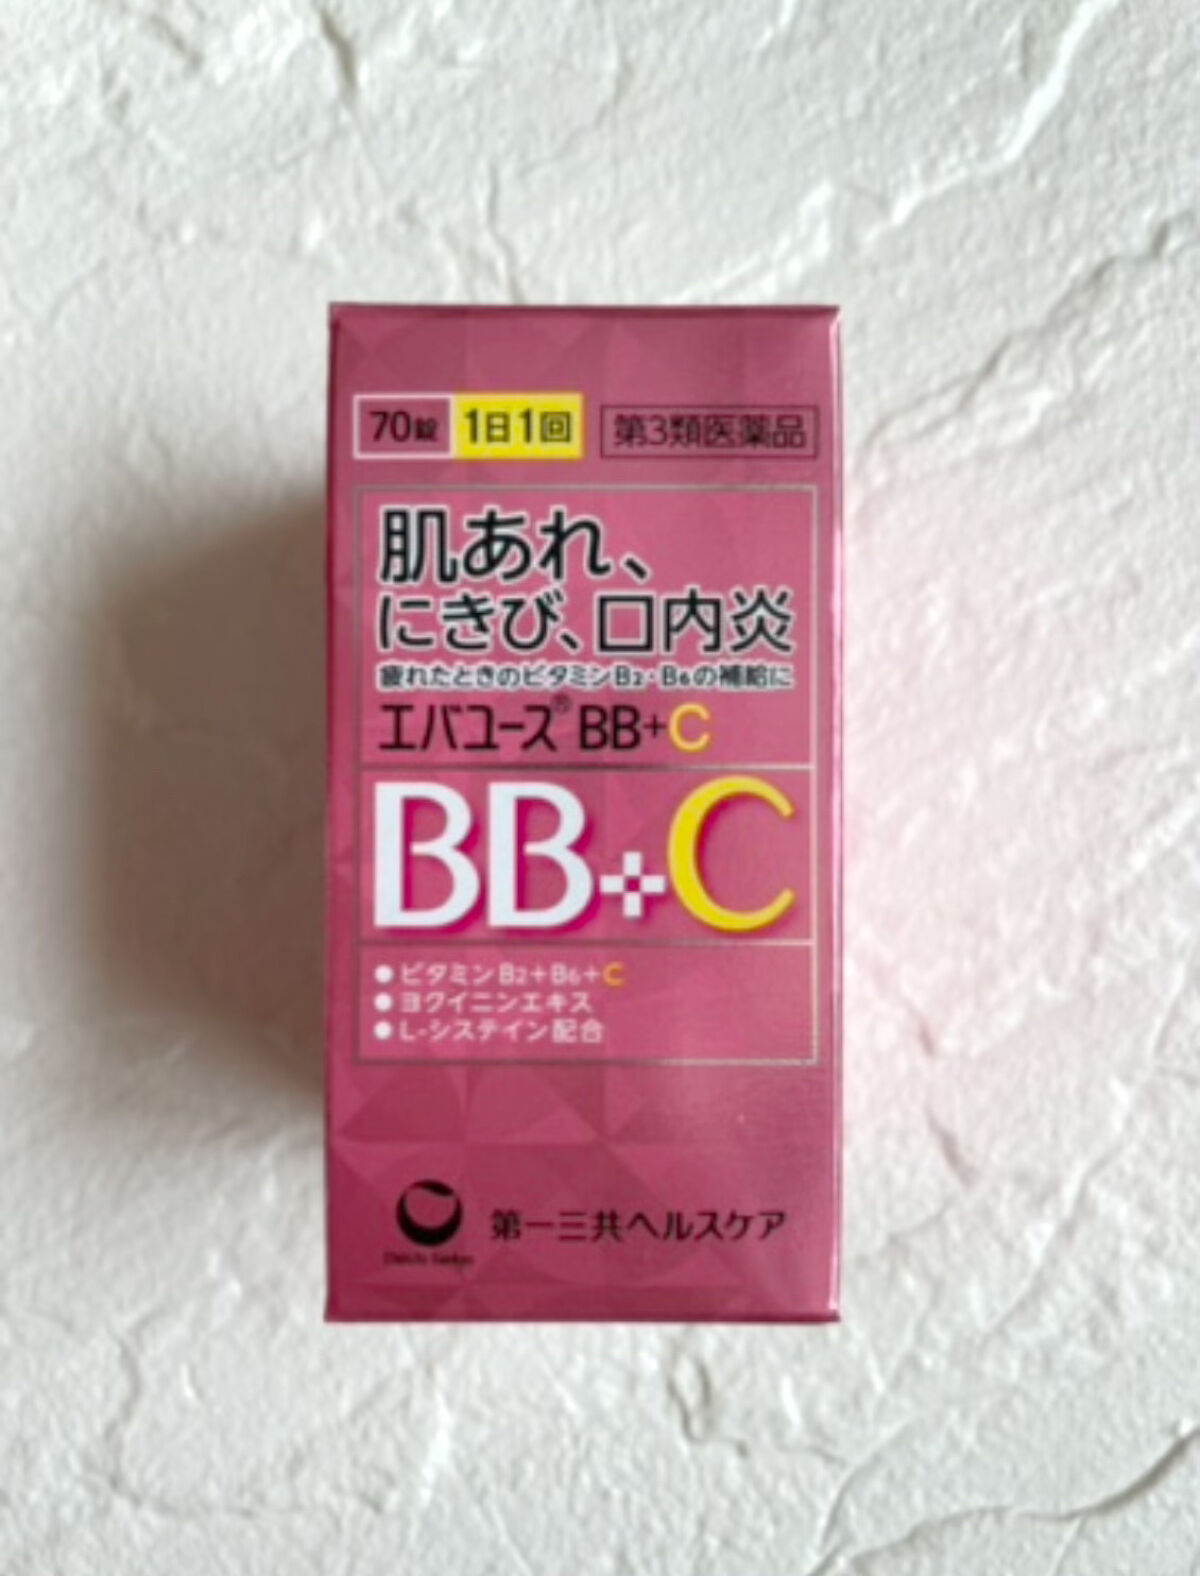 70錠 1日1回 第3類医薬品
肌あれ、
にきび、口内炎
疲れたときのビタミンB2・B6の補給に
エバユース® BB+C
BB+C
● ビタミン B2+B6+C
● ヨクイニンエキス
● L-システイン配合
第一三共ヘルスケア
Daiichi-Sankyo